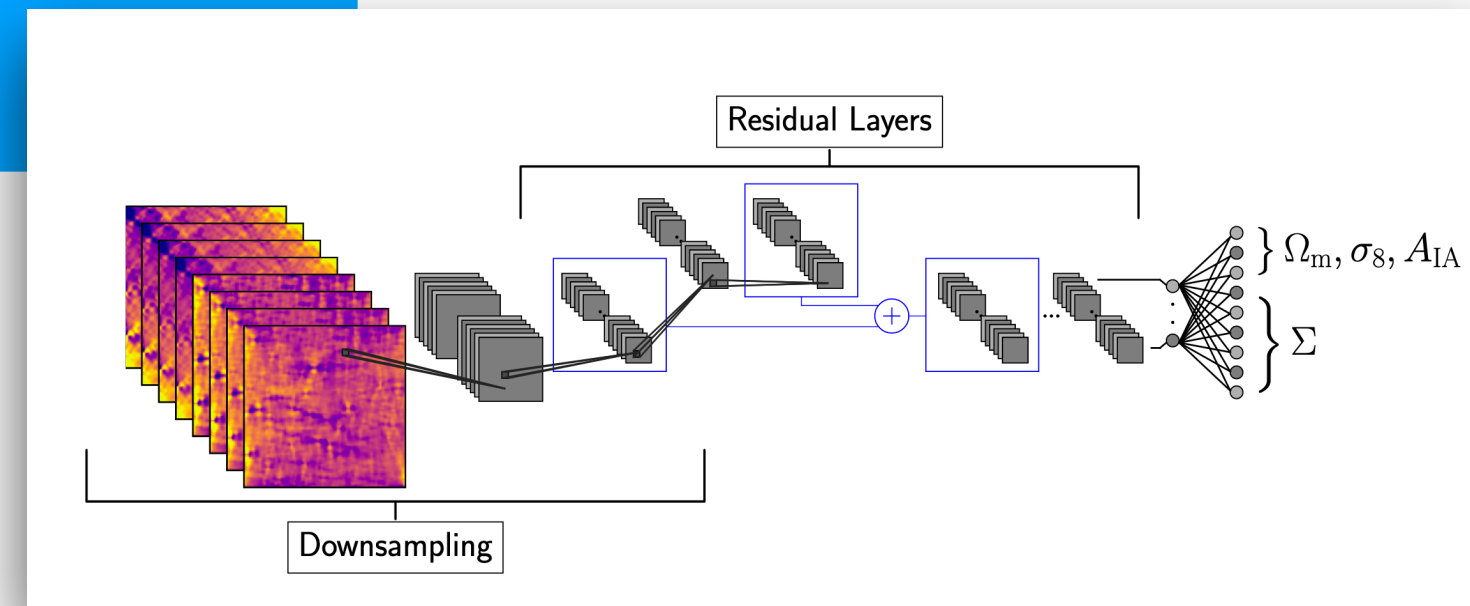 Residual Layers
} Ωm, σ8, AIA
+
...
} Σ
Downsampling